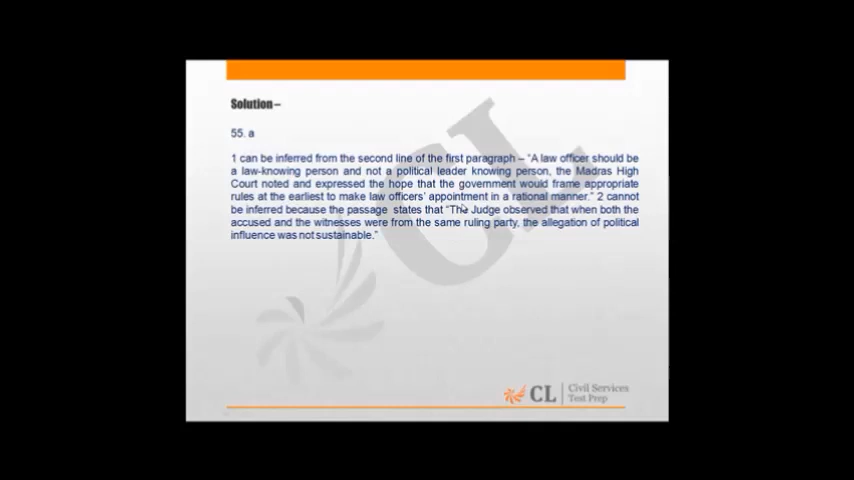 Solution –
55. a
1 can be inferred from the second line of the first paragraph – “A law officer should be
a law-knowing person and not a political leader knowing person, the Madras High
Court noted and expressed the hope that the government would frame appropriate
rules at the earliest to make law officers’ appointment in a rational manner.” 2 cannot
be inferred because the passage states that “The Judge observed that when both the
accused and the witnesses were from the same ruling party, the allegation of political
influence was not sustainable.”
CL
CL
Civil Services
Test Prep